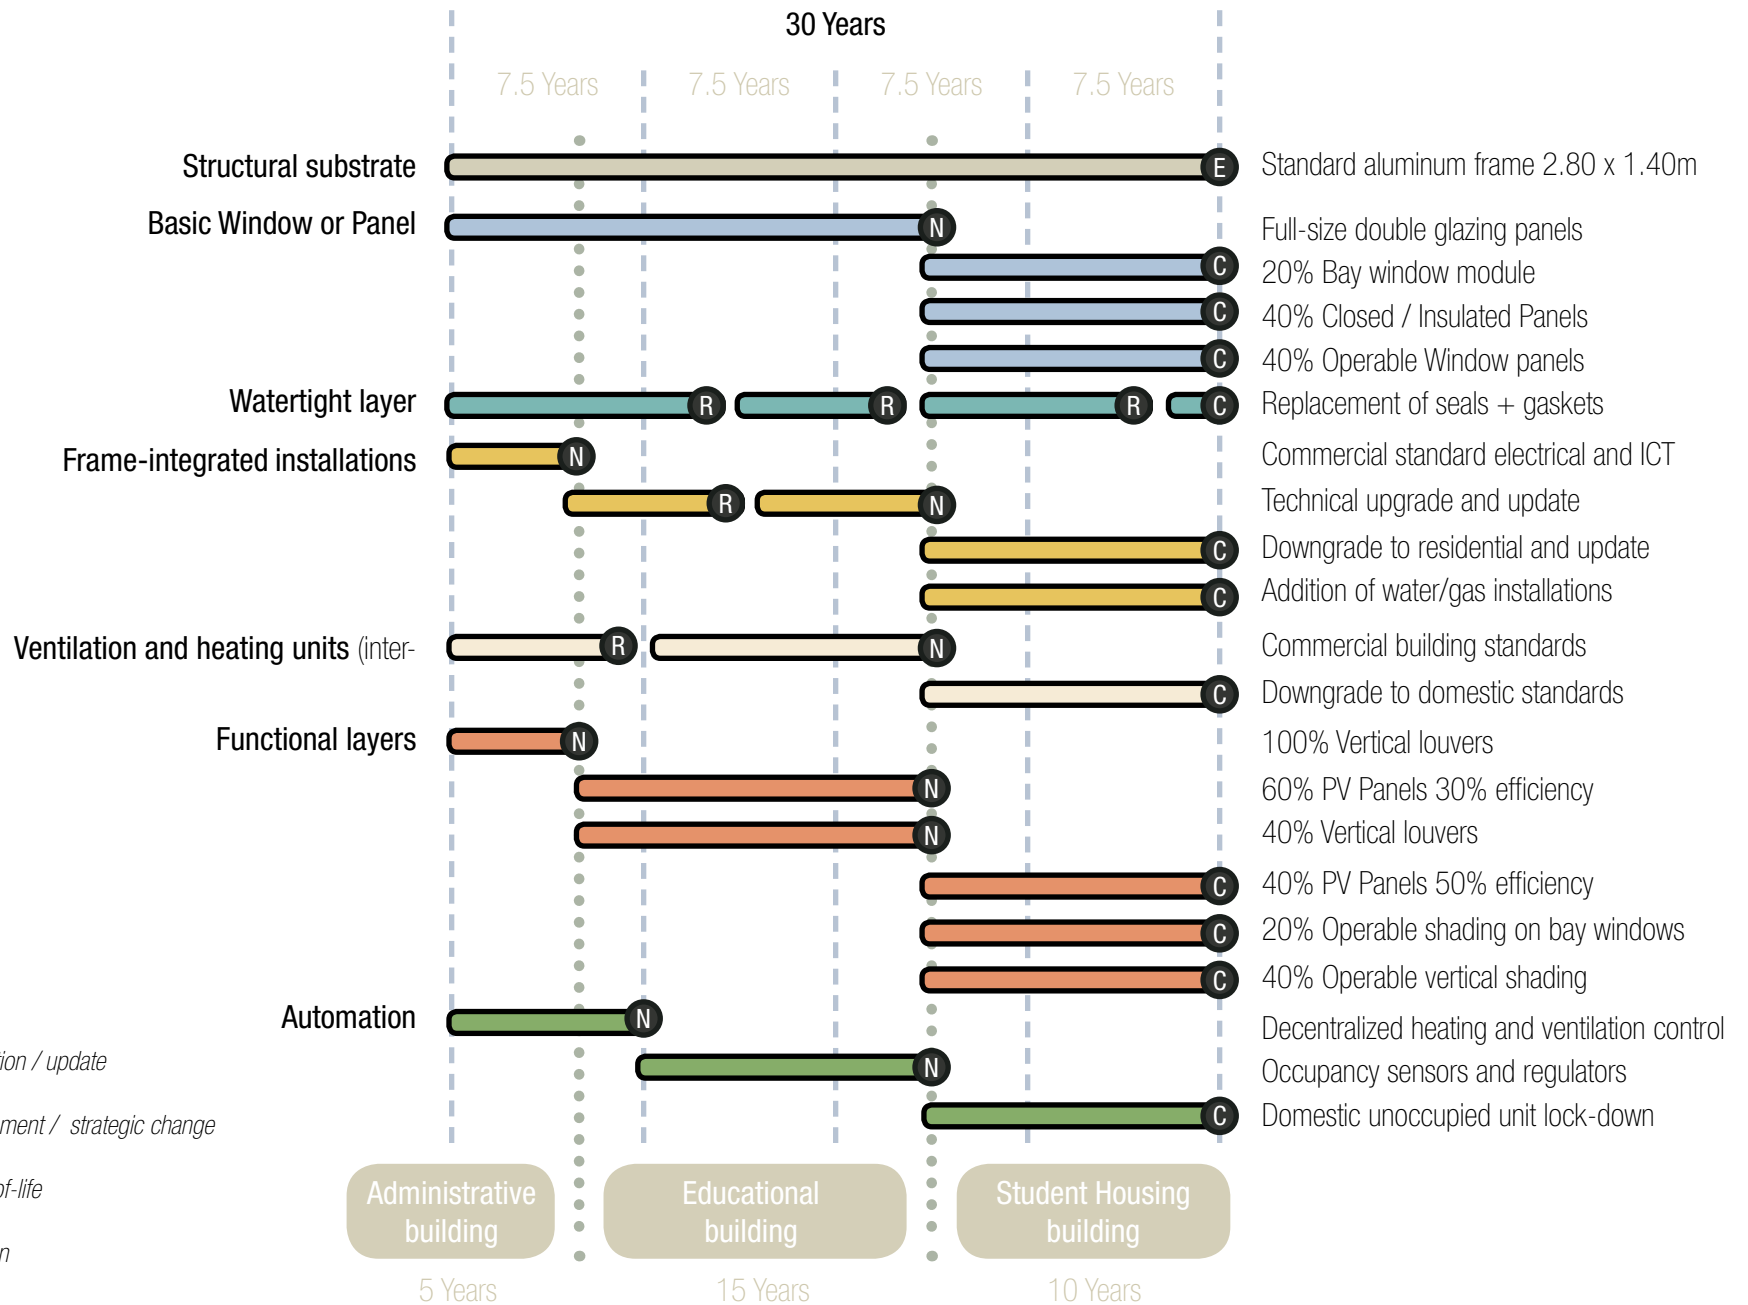 30 Years
7.5 Years 7.5 Years 7.5 Years 7.5 Years
Structural substrate E Standard aluminum frame 2.80 x 1.40m
Basic Window or Panel N Full-size double glazing panels
C 20% Bay window module
C 40% Closed / Insulated Panels
C 40% Operable Window panels
Watertight layer R R R C Replacement of seals + gaskets
Frame-integrated installations N Commercial standard electrical and ICT
R N Technical upgrade and update
C Downgrade to residential and update
C Addition of water/gas installations
Ventilation and heating units (inter- R N Commercial building standards
C Downgrade to domestic standards
Functional layers N 100% Vertical louvers
N 60% PV Panels 30% efficiency
N 40% Vertical louvers
C 40% PV Panels 50% efficiency
C 20% Operable shading on bay windows
C 40% Operable vertical shading
Automation N Decentralized heating and ventilation control
tion / update
N Occupancy sensors and regulators
C Domestic unoccupied unit lock-down
ment / strategic change
of-life
n
Administrative
building
Educational
building
Student Housing
building
5 Years 15 Years 10 Years